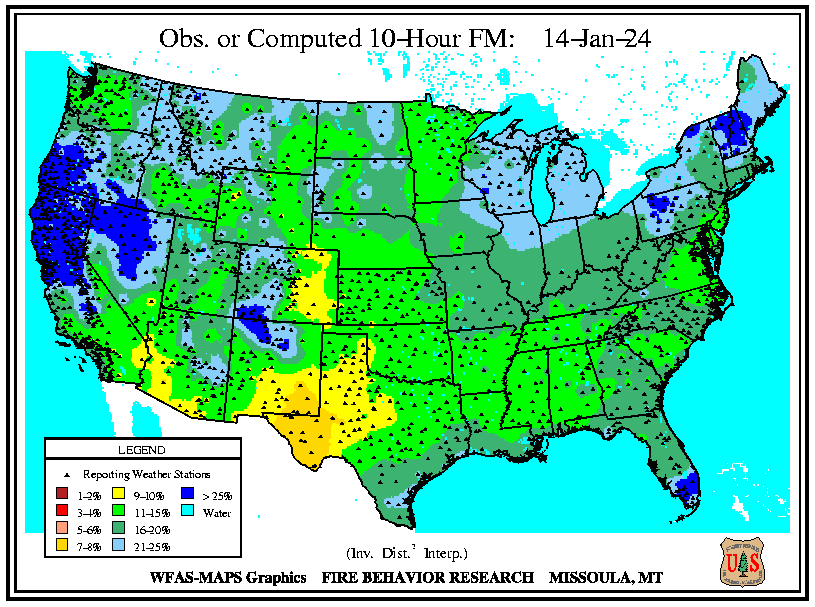 Obs. or Computed 10-Hour FM: 14-Jan-24
LEGEND
Reporting Weather Stations
1-2% 9-10% > 25%
3-4% 11-15% Water
5-6% 16-20%
7-8% 21-25%
(Inv. Dist.² Interp.)
WFAS-MAPS Graphics FIRE BEHAVIOR RESEARCH MISSOULA, MT
U S